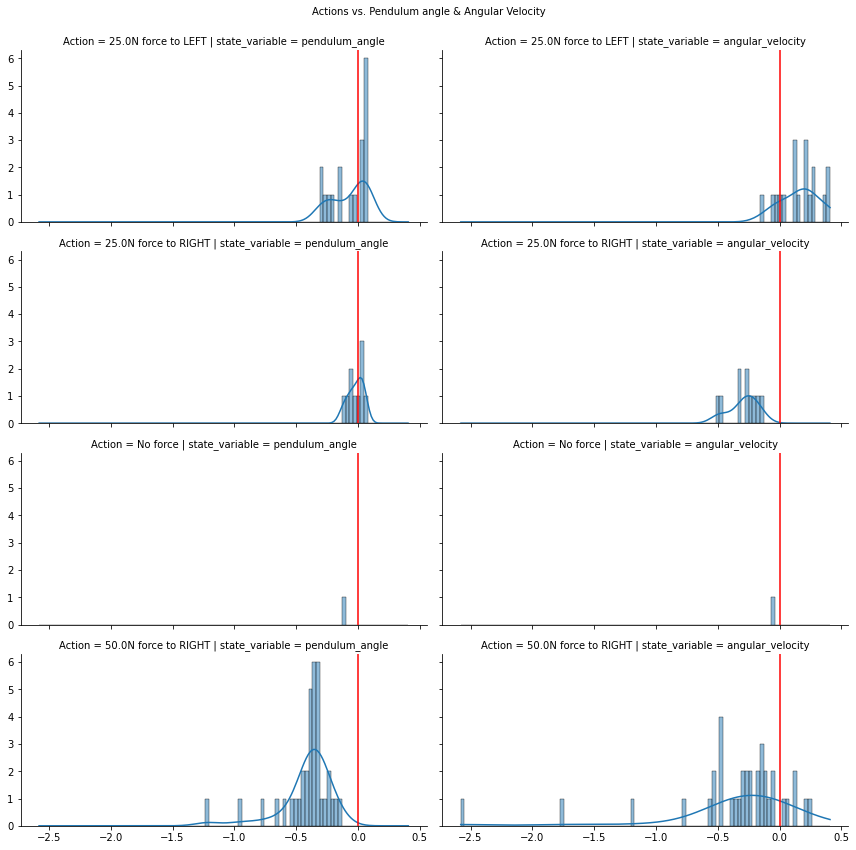 Actions vs. Pendulum angle & Angular Velocity
Action = 25.0N force to LEFT | state_variable = pendulum_angle
Action = 25.0N force to LEFT | state_variable = angular_velocity
6
5
4
3
2
1
0
Action = 25.0N force to RIGHT | state_variable = pendulum_angle
Action = 25.0N force to RIGHT | state_variable = angular_velocity
6
5
4
3
2
1
0
Action = No force | state_variable = pendulum_angle
Action = No force | state_variable = angular_velocity
6
5
4
3
2
1
0
Action = 50.0N force to RIGHT | state_variable = pendulum_angle
Action = 50.0N force to RIGHT | state_variable = angular_velocity
6
5
4
3
2
1
0
−2.5 −2.0 −1.5 −1.0 −0.5 0.0 0.5
−2.5 −2.0 −1.5 −1.0 −0.5 0.0 0.5